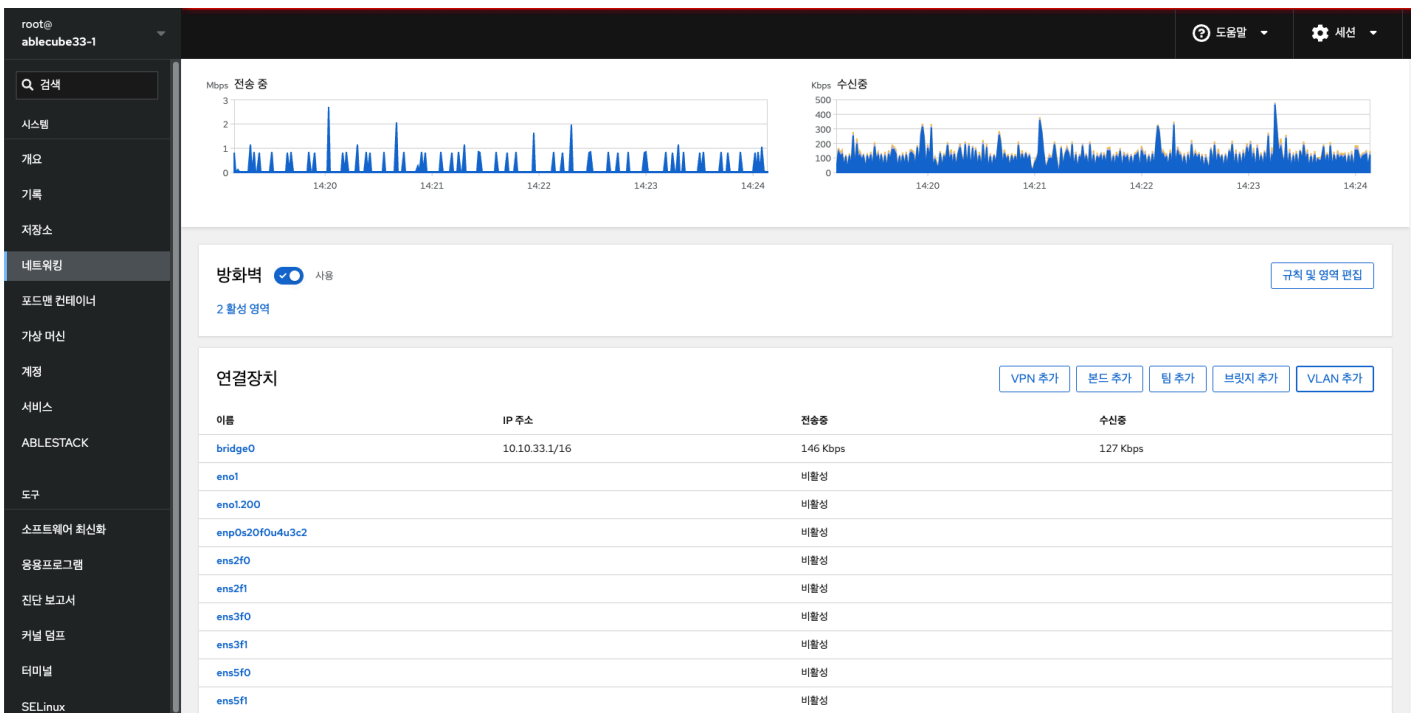 root@
ablecube33-1
도움말
세션
검색
시스템
개요
기록
저장소
네트워킹
포드맨 컨테이너
가상 머신
계정
서비스
ABLESTACK
도구
소프트웨어 최신화
응용프로그램
진단 보고서
커널 덤프
터미널
SELinux
Mbps 전송 중
3
2
1
0
14:20 14:21 14:22 14:23 14:24
Kbps 수신중
500
400
300
200
100
0
14:20 14:21 14:22 14:23 14:24
방화벽 사용 규칙 및 영역 편집
2 활성 영역
연결장치 VPN 추가 본드 추가 팀 추가 브릿지 추가 VLAN 추가
이름 IP 주소 전송중 수신중
bridge0 10.10.33.1/16 146 Kbps 127 Kbps
eno1 비활성
eno1.200 비활성
enp0s20f0u4u3c2 비활성
ens2f0 비활성
ens2f1 비활성
ens3f0 비활성
ens3f1 비활성
ens5f0 비활성
ens5f1 비활성